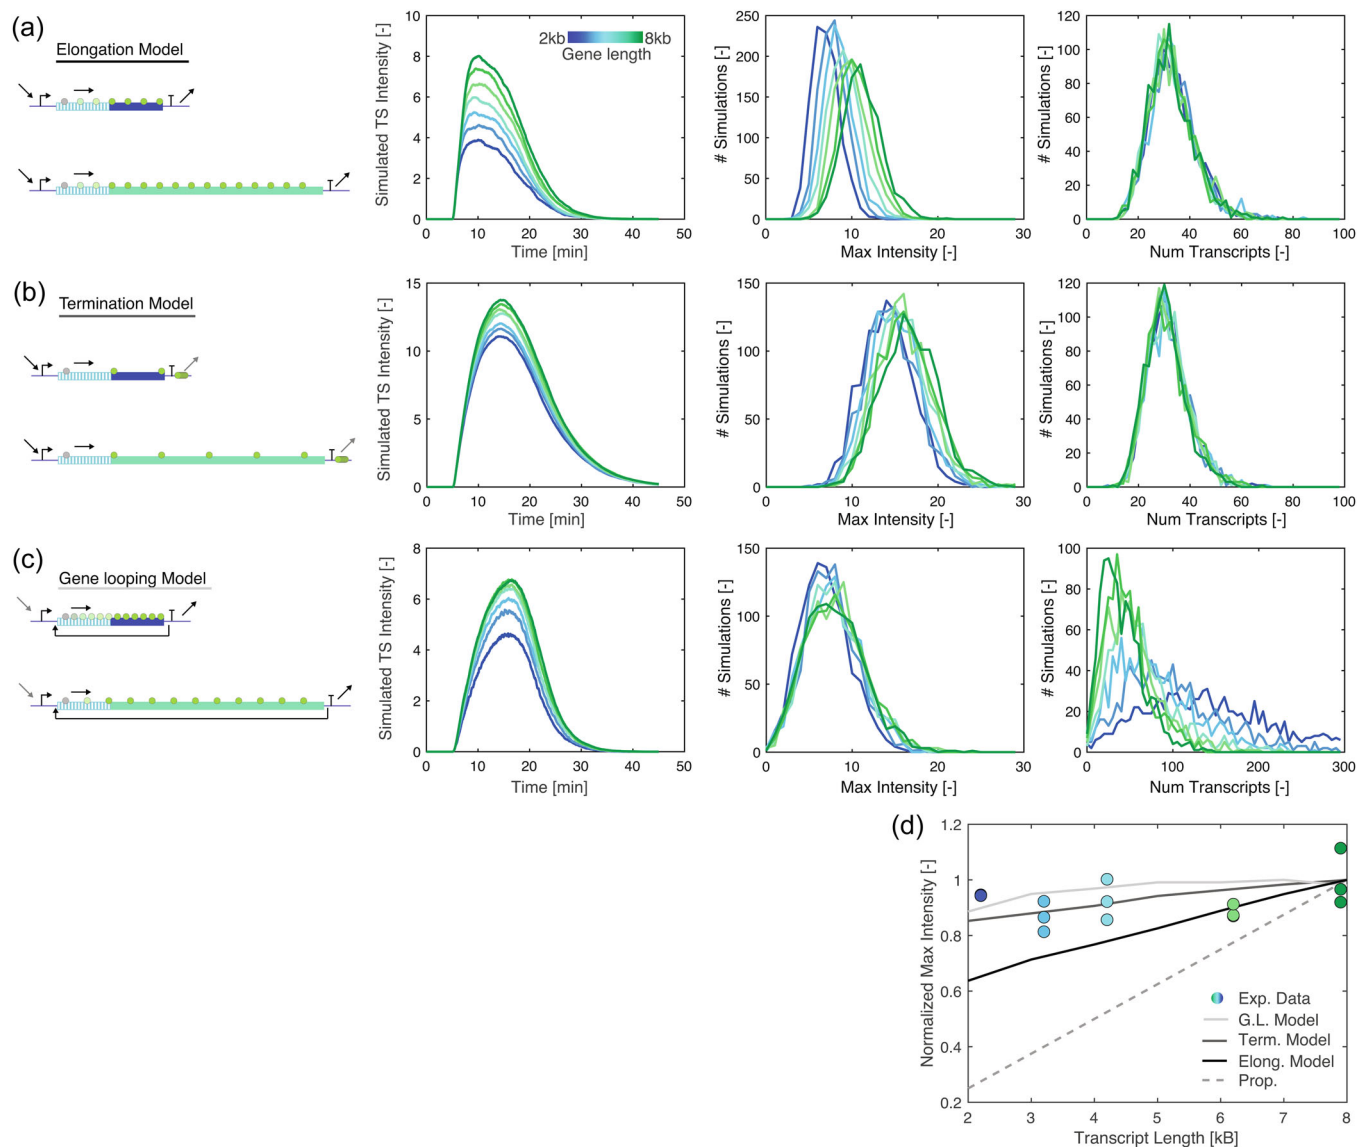 (a)
Elongation Model
Simulated TS Intensity [-]
10
8
6
4
2
0
0 10 20 30 40 50
Time [min]
2kb 8kb
Gene length
# Simulations [-]
250
200
150
100
50
0
0 10 20 30
Max Intensity [-]
# Simulations [-]
120
100
80
60
40
20
0
0 20 40 60 80 100
Num Transcripts [-]
(b)
Termination Model
Simulated TS Intensity [-]
15
10
5
0
0 10 20 30 40 50
Time [min]
# Simulations [-]
150
100
50
0
0 10 20 30
Max Intensity [-]
# Simulations [-]
120
100
80
60
40
20
0
0 20 40 60 80 100
Num Transcripts [-]
(c)
Gene looping Model
Simulated TS Intensity [-]
8
6
4
2
0
0 10 20 30 40 50
Time [min]
# Simulations [-]
150
100
50
0
0 10 20 30
Max Intensity [-]
# Simulations [-]
100
80
60
40
20
0
0 50 100 150 200 250 300
Num Transcripts [-]
(d)
Normalized Max Intensity [-]
1.2
1
0.8
0.6
0.4
0.2
2 3 4 5 6 7 8
Transcript Length [kB]
Exp. Data
G.L. Model
Term. Model
Elong. Model
Prop.